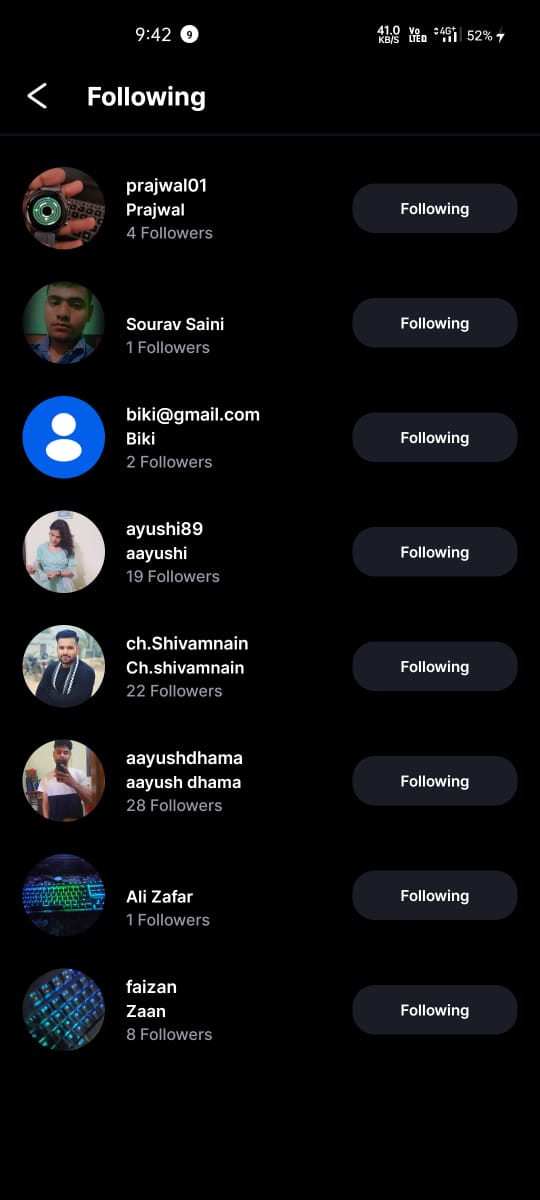 9:42 9 41.0 KB/S Vo LTE 4G+ 52%
Following
prajwal01
Prajwal
4 Followers
Following
Sourav Saini
1 Followers
Following
biki@gmail.com
Biki
2 Followers
Following
ayushi89
aayushi
19 Followers
Following
ch.Shivamnain
Ch.shivamnain
22 Followers
Following
aayushdhama
aayush dhama
28 Followers
Following
Ali Zafar
1 Followers
Following
faizan
Zaan
8 Followers
Following